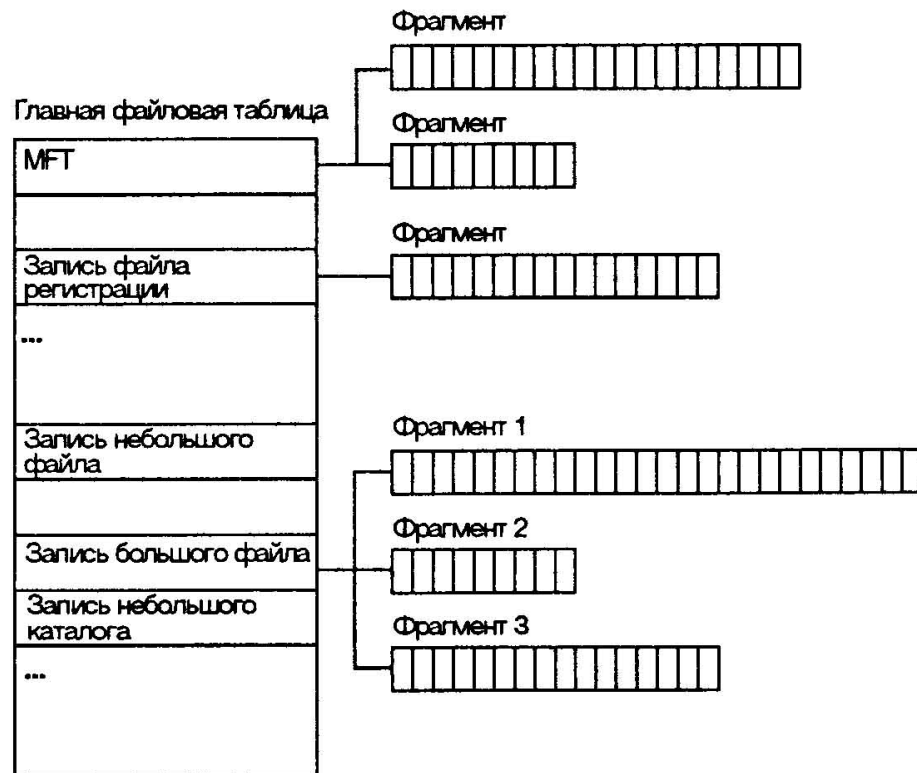 Фрагмент
Главная файловая таблица
Фрагмент
MFT
Фрагмент
Запись файла
регистрации
...
Запись небольшого
файла
Фрагмент 1
Фрагмент 2
Запись большого файла
Запись небольшого
каталога
Фрагмент 3
...